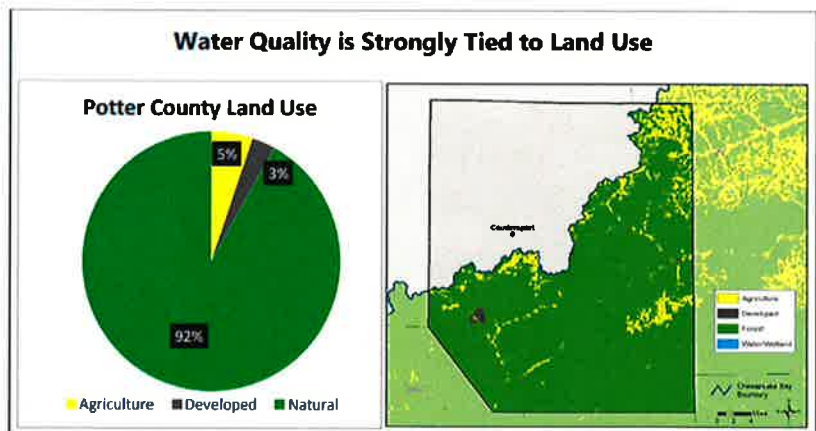 Water Quality is Strongly Tied to Land Use
Potter County Land Use
5%
3%
92%
Agriculture Developed Natural
Coudersport
Agriculture
Developed
Forest
Water/Wetland
Chesapeake Bay
Boundary
Miles